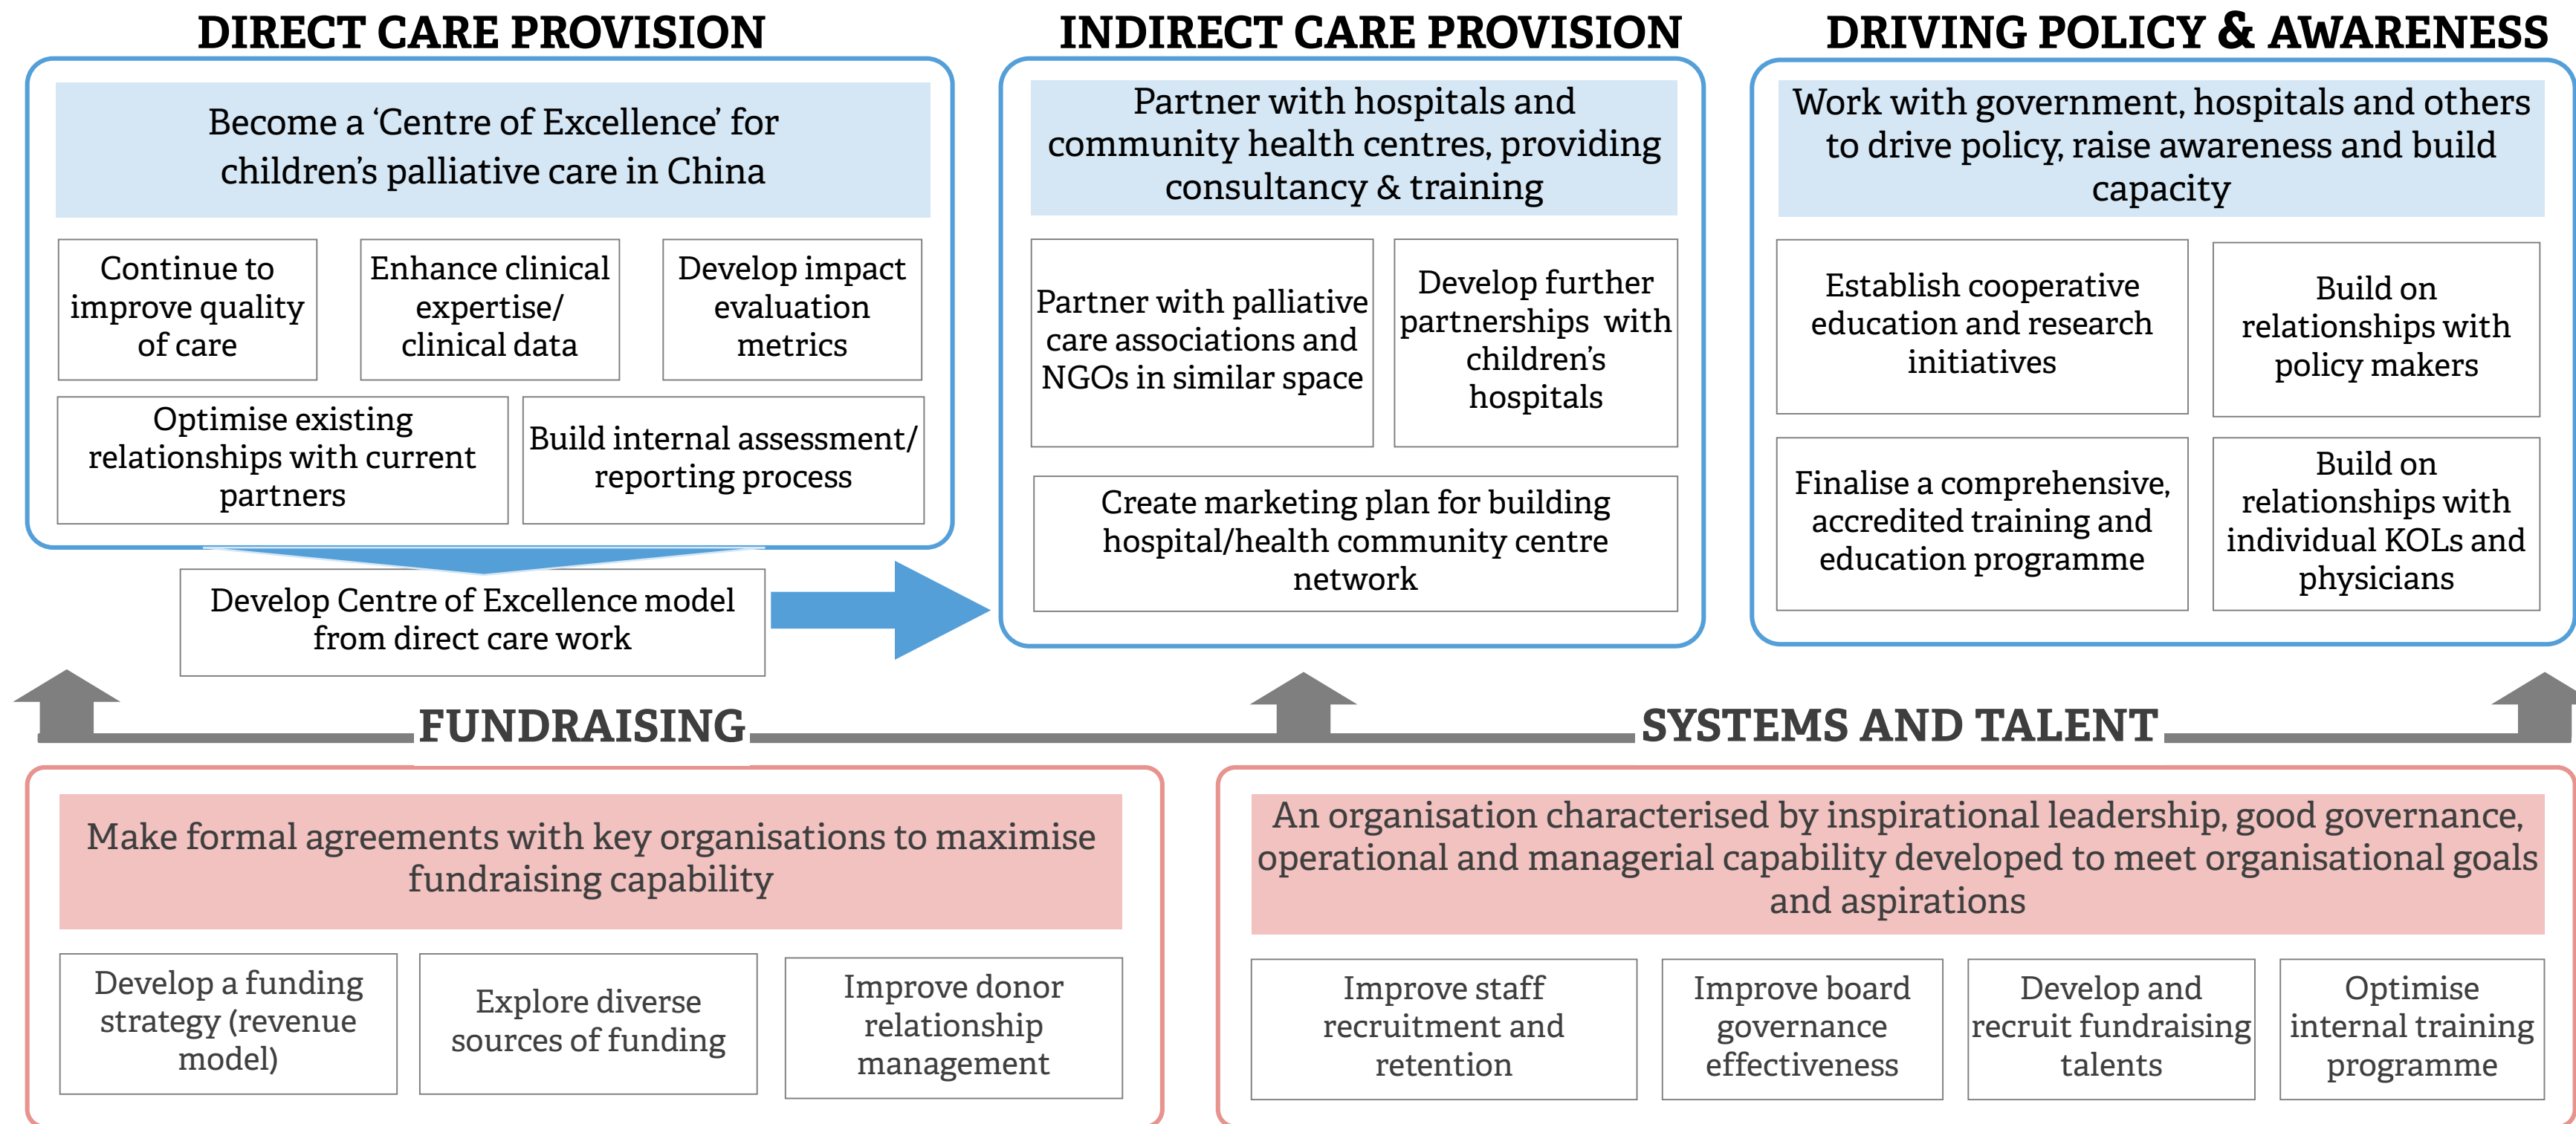 DIRECT CARE PROVISION
Become a ‘Centre of Excellence’ for
children’s palliative care in China
Continue to
improve quality
of care
Enhance clinical
expertise/
clinical data
Develop impact
evaluation
metrics
Optimise existing
relationships with current
partners
Build internal assessment/
reporting process
Develop Centre of Excellence model
from direct care work
INDIRECT CARE PROVISION
Partner with hospitals and
community health centres, providing
consultancy & training
Partner with palliative
care associations and
NGOs in similar space
Develop further
partnerships with
children’s
hospitals
Create marketing plan for building
hospital/health community centre
network
DRIVING POLICY & AWARENESS
Work with government, hospitals and others
to drive policy, raise awareness and build
capacity
Establish cooperative
education and research
initiatives
Build on
relationships with
policy makers
Finalise a comprehensive,
accredited training and
education programme
Build on
relationships with
individual KOLs and
physicians
FUNDRAISING
Make formal agreements with key organisations to maximise
fundraising capability
Develop a funding
strategy (revenue
model)
Explore diverse
sources of funding
Improve donor
relationship
management
SYSTEMS AND TALENT
An organisation characterised by inspirational leadership, good governance,
operational and managerial capability developed to meet organisational goals
and aspirations
Improve staff
recruitment and
retention
Improve board
governance
effectiveness
Develop and
recruit fundraising
talents
Optimise
internal training
programme